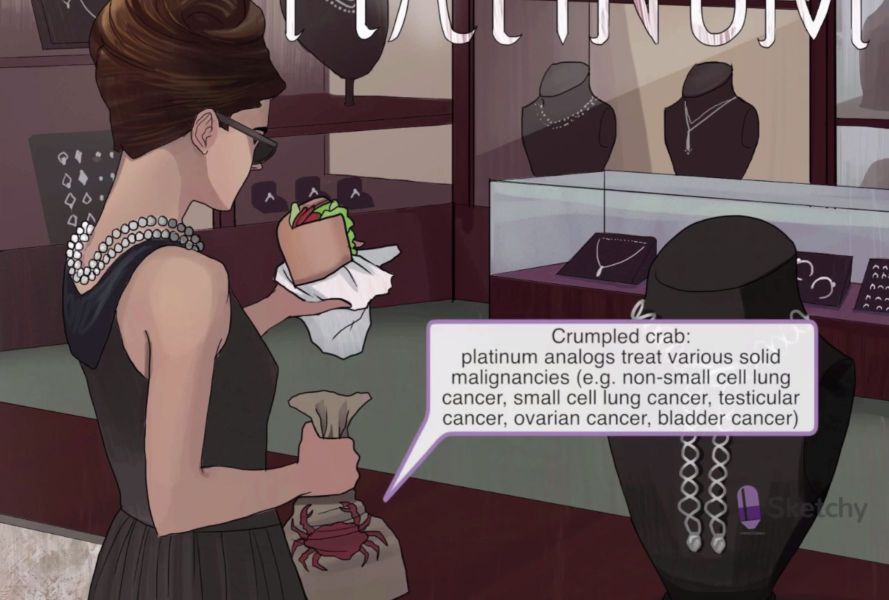 PLATINUM
Crumpled crab:
platinum analogs treat various solid
malignancies (e.g. non-small cell lung
cancer, small cell lung cancer, testicular
cancer, ovarian cancer, bladder cancer)
Sketchy